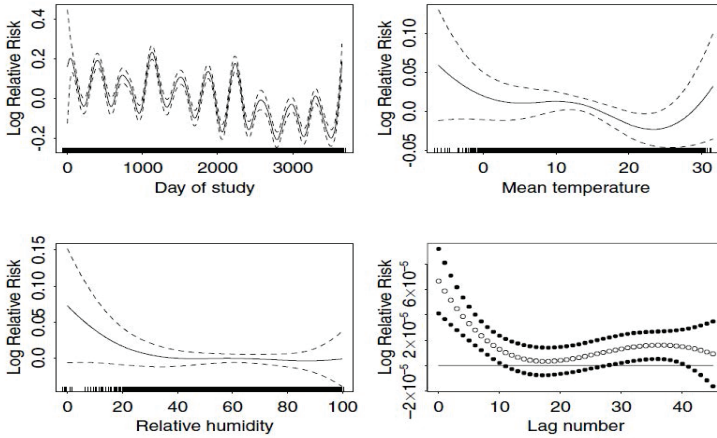 Log Relative Risk
-0.2 0.0 0.2 0.4
0 1000 2000 3000
Day of study
Log Relative Risk
-0.05 0.0 0.05 0.10
0 10 20 30
Mean temperature
Log Relative Risk
0.0 0.05 0.10 0.15
0 20 40 60 80 100
Relative humidity
Log Relative Risk
−2×10⁻⁵ 2×10⁻⁵ 6×10⁻⁵
0 10 20 30 40
Lag number